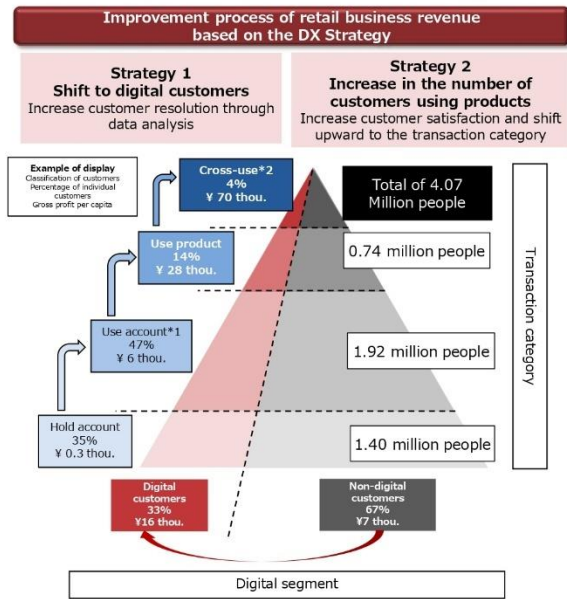 Improvement process of retail business revenue
based on the DX Strategy
Strategy 1
Shift to digital customers
Increase customer resolution through
data analysis
Strategy 2
Increase in the number of
customers using products
Increase customer satisfaction and shift
upward to the transaction category
Example of display
Classification of customers
Percentage of individual
customers
Gross profit per capita
Cross-use*2
4%
¥ 70 thou.
Total of 4.07
Million people
Use product
14%
¥ 28 thou.
0.74 million people
Use account*1
47%
¥ 6 thou.
1.92 million people
Hold account
35%
¥ 0.3 thou.
1.40 million people
Transaction category
Digital
customers
33%
¥16 thou.
Non-digital
customers
67%
¥7 thou.
Digital segment